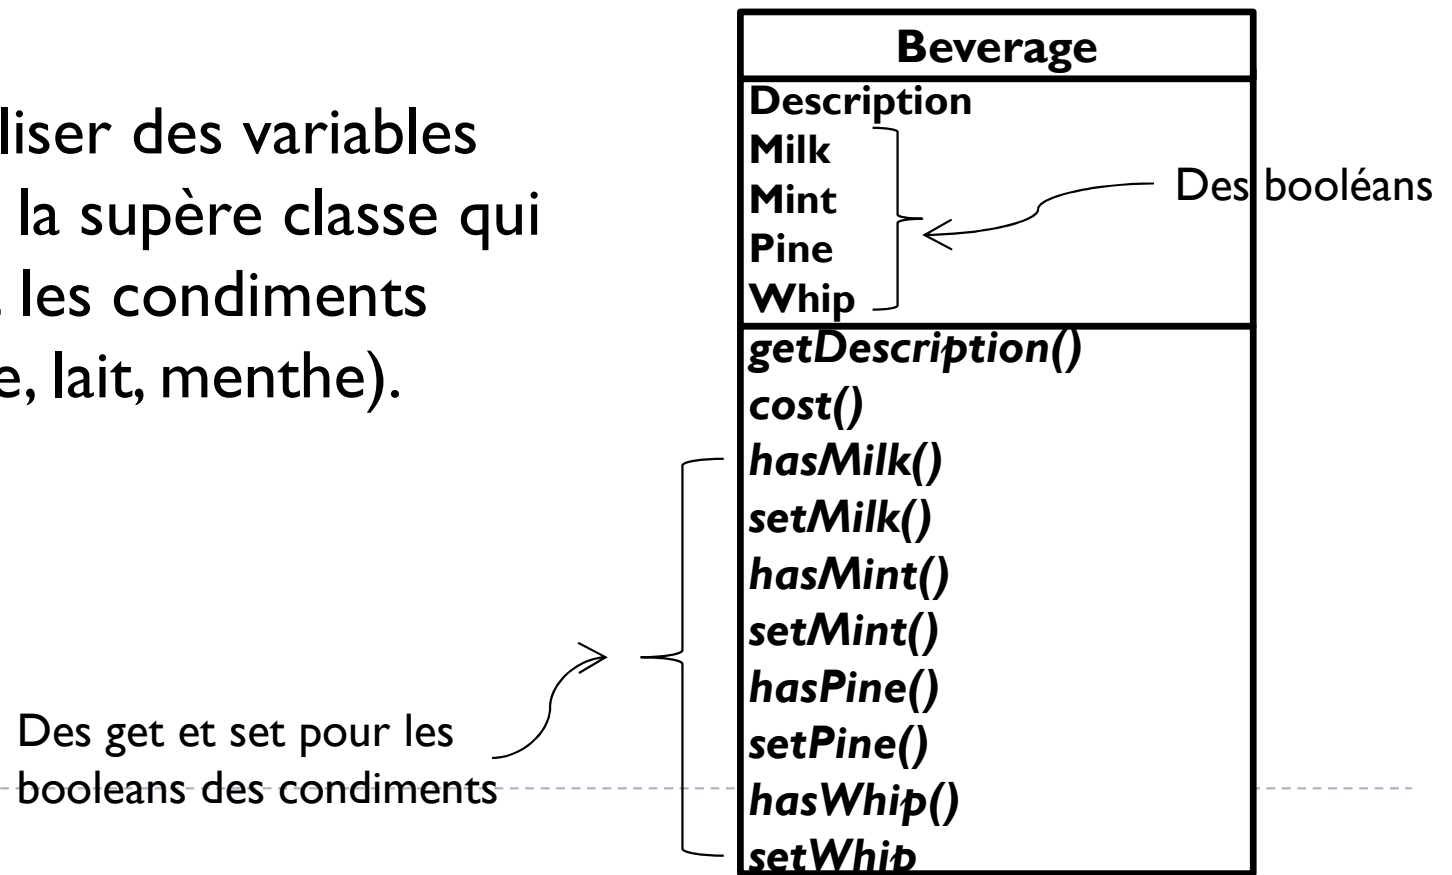 liser des variables
la supère classe qui
les condiments
e, lait, menthe).
Beverage
Description
Milk
Mint
Pine
Whip
Des booléans
getDescription()
cost()
hasMilk()
setMilk()
hasMint()
setMint()
hasPine()
setPine()
hasWhip()
setWhip
Des get et set pour les
booleans des condiments